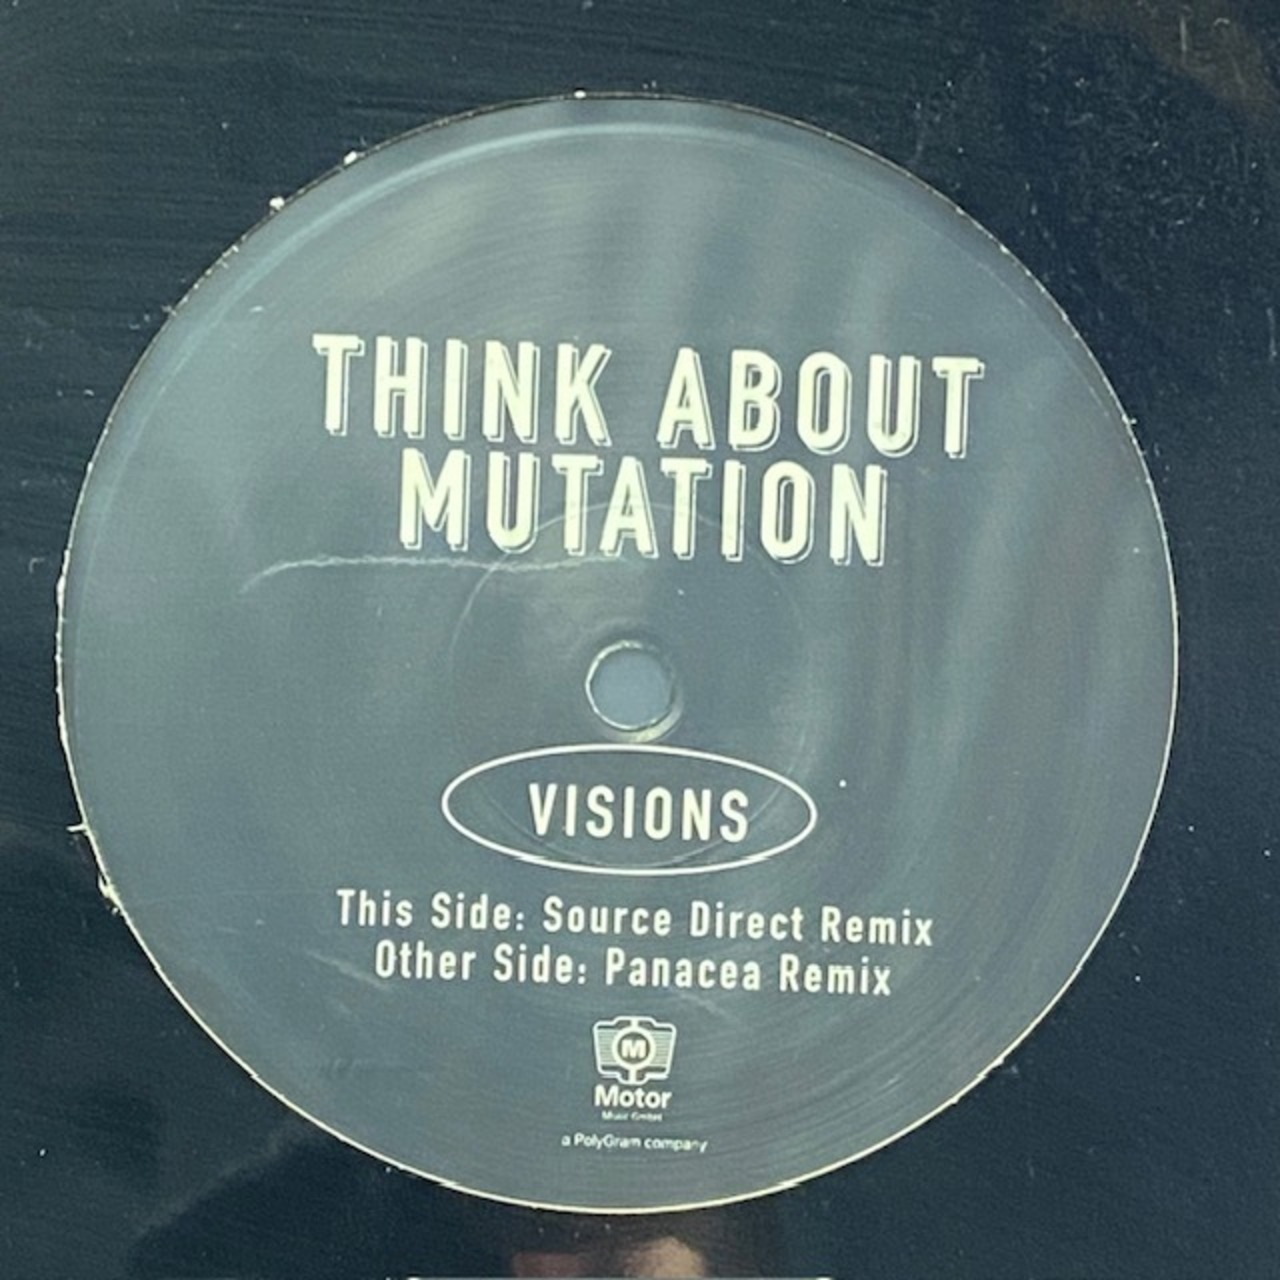 THINK ABOUT
MUTATION
VISIONS
This Side: Source Direct Remix
Other Side: Panacea Remix
M
Motor
Music GmbH
a PolyGram company